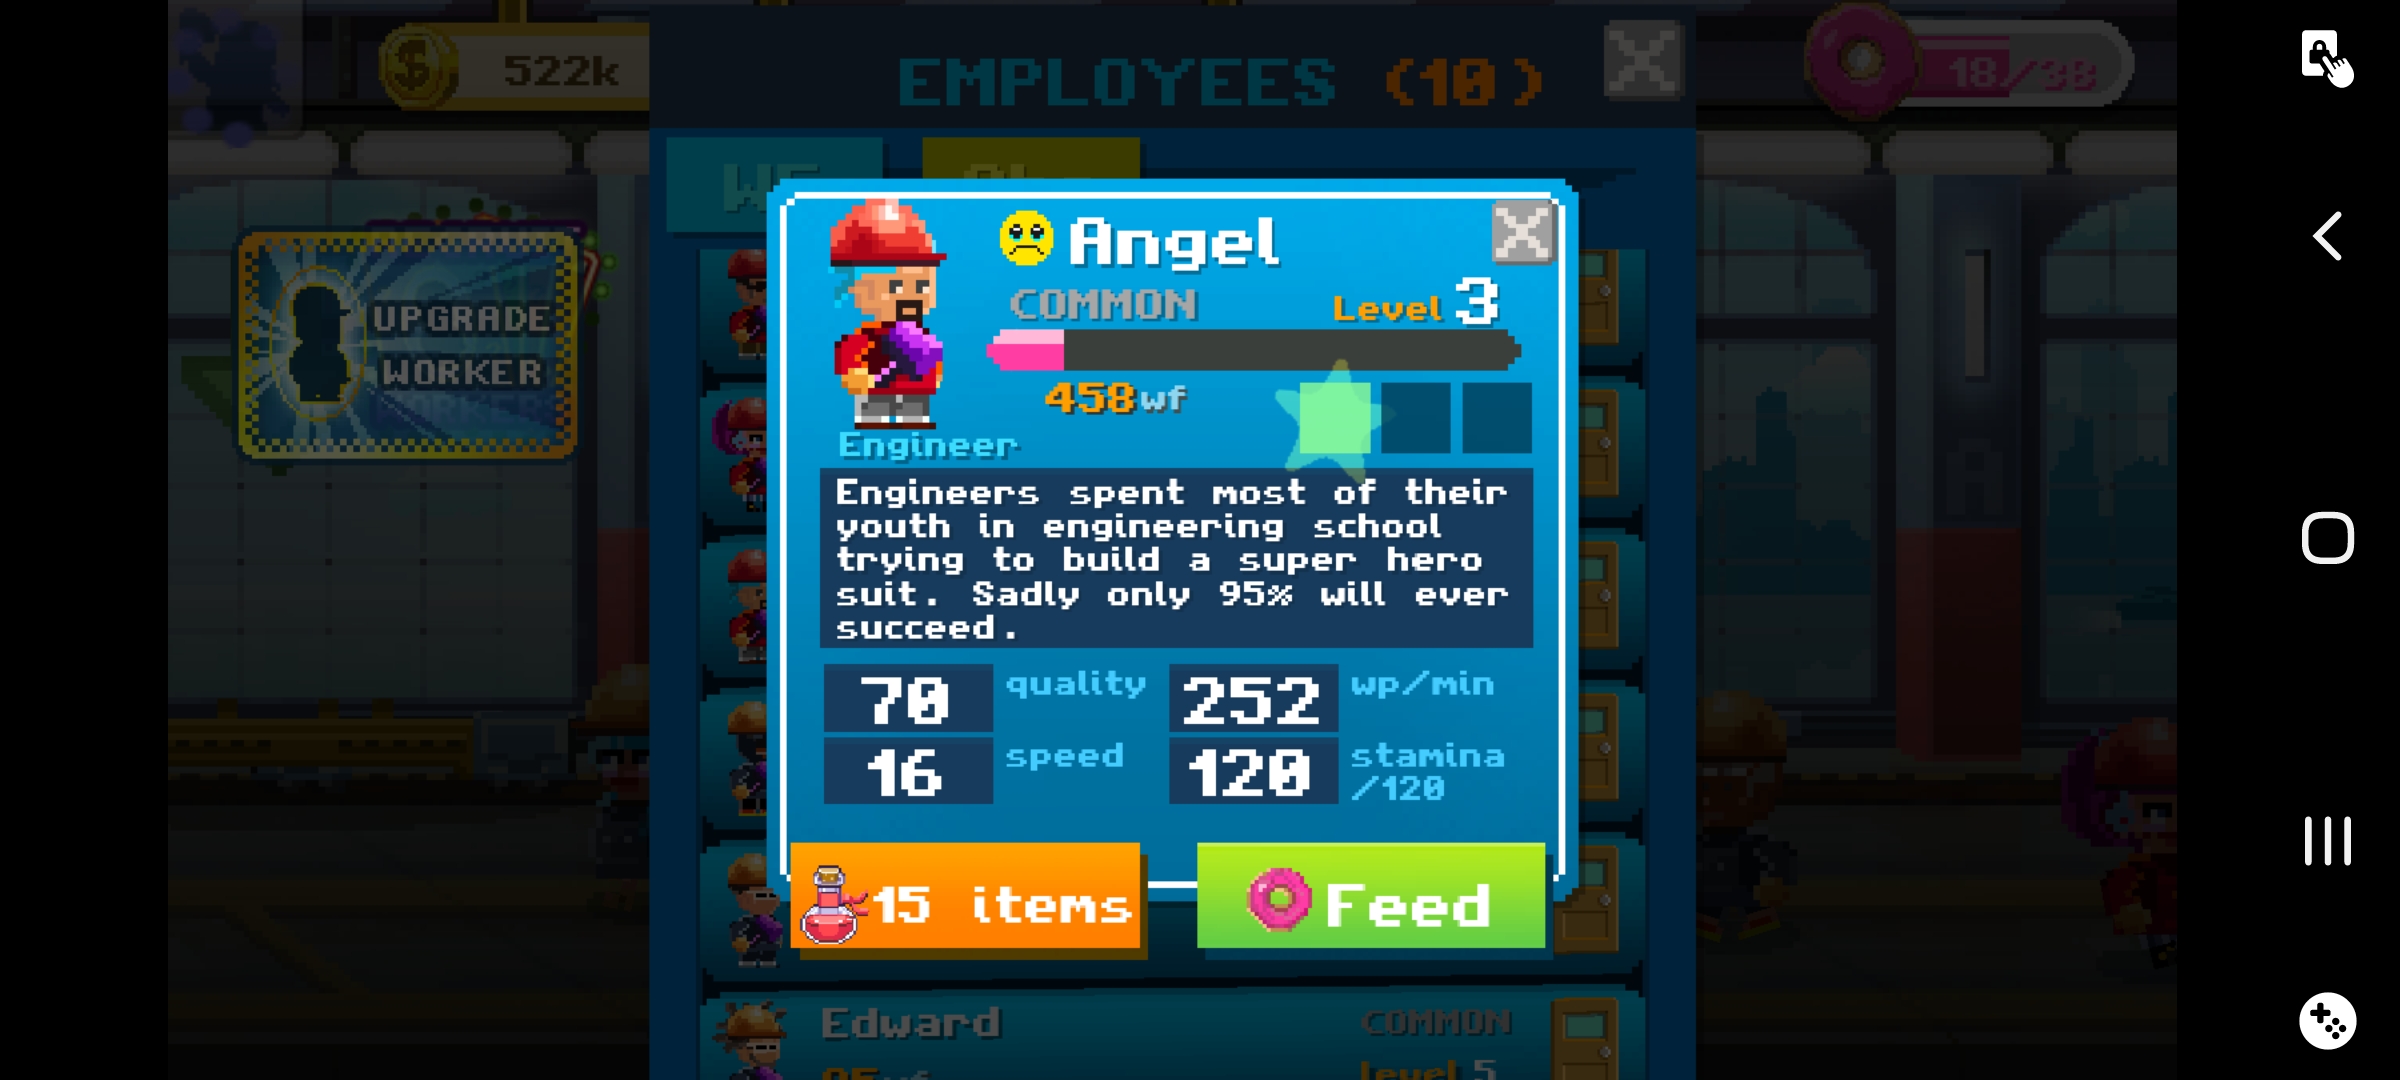 522k
EMPLOYEES (10)
18/38
UPGRADE
WORKER
Angel
COMMON
Level 3
458wf
Engineer
Engineers spent most of their
youth in engineering school
trying to build a super hero
suit. Sadly only 95% will ever
succeed.
70 quality
252 wp/min
16 speed
120 stamina
/120
15 items
Feed
Edward
COMMON
Level 5